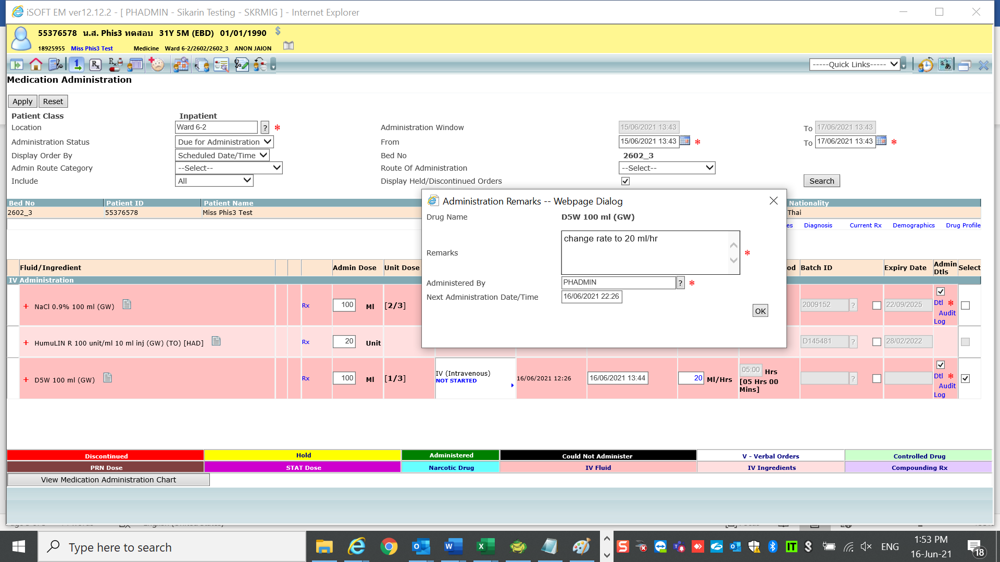 iSOFT EM ver12.12.2 - [ PHADMIN - Sikarin Testing - SKRMIG ] - Internet Explorer
55376578 น.ส. Phis3 ทดสอบ 31Y 5M (EBD) 01/01/1990 $
18925955 Miss Phis3 Test Medicine Ward 6-2/2602/2602_3 ANON JAION
-----Quick Links-----
Medication Administration
Apply Reset
Patient Class Inpatient
Location Ward 6-2 ? * Administration Window 15/06/2021 13:43 To 17/06/2021 13:43
Administration Status Due for Administration From 15/06/2021 13:43 * To 17/06/2021 13:43 *
Display Order By Scheduled Date/Time Bed No 2602_3
Admin Route Category --Select-- Route Of Administration --Select--
Include All Display Held/Discontinued Orders Search
Bed No Patient ID Patient Name Nationality
2602_3 55376578 Miss Phis3 Test Thai
es Diagnosis Current Rx Demographics Drug Profile
Administration Remarks -- Webpage Dialog
Drug Name D5W 100 ml (GW)
Remarks change rate to 20 ml/hr *
Administered By PHADMIN ? *
Next Administration Date/Time 16/06/2021 22:26
OK
Fluid/Ingredient Admin Dose Unit Dose od Batch ID Expiry Date Admin Dtls Select
IV Administration
+ NaCl 0.9% 100 ml (GW) Rx 100 Ml [2/3] 2009152 ? 22/09/2025 Dtl * Audit Log
+ HumuLIN R 100 unit/ml 10 ml inj (GW) (TO) [HAD] Rx 20 Unit D145481 ? 28/02/2022
+ D5W 100 ml (GW) Rx 100 Ml [1/3] IV (Intravenous) NOT STARTED 16/06/2021 12:26 16/06/2021 13:44 20 Ml/Hrs 05:00 Hrs [05 Hrs 00 Mins] ? Dtl * Audit Log
Discontinued Hold Administered Could Not Administer V - Verbal Orders Controlled Drug
PRN Dose STAT Dose Narcotic Drug IV Fluid IV Ingredients Compounding Rx
View Medication Administration Chart
Type here to search
ENG
1:53 PM
16-Jun-21
18